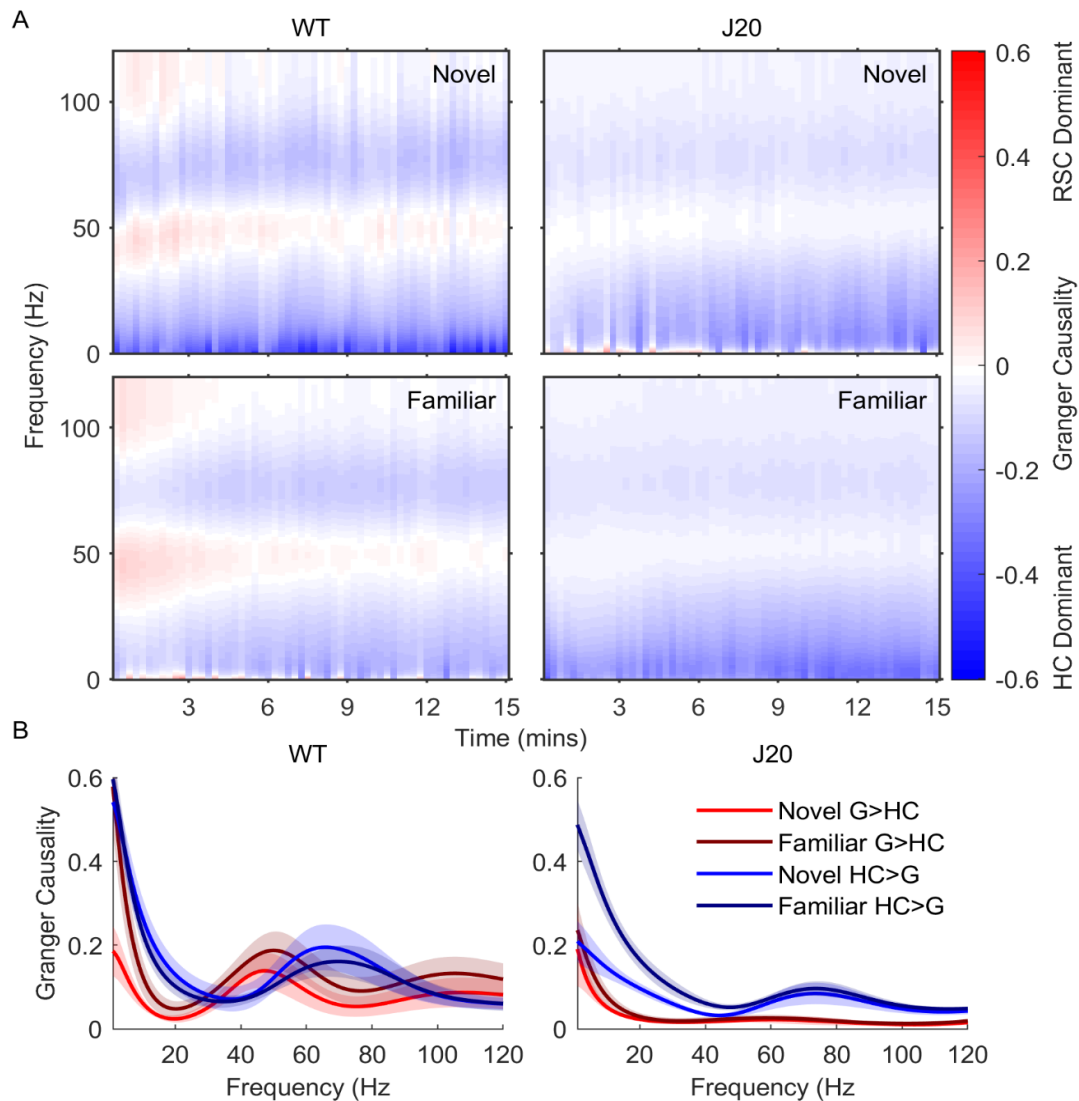 A
WT
J20
Novel
Novel
100
50
0
Familiar
Familiar
100
50
0
Frequency (Hz)
3 6 9 12 15
3 6 9 12 15
Time (mins)
0.6
0.4
0.2
0
-0.2
-0.4
-0.6
RSC Dominant
Granger Causality
HC Dominant
B
WT
J20
0.6
0.4
0.2
0
Granger Causality
20 40 60 80 100 120
Frequency (Hz
0.6
0.4
0.2
0
20 40 60 80 100 120
Frequency (Hz
Novel G>HC
Familiar G>HC
Novel HC>G
Familiar HC>G